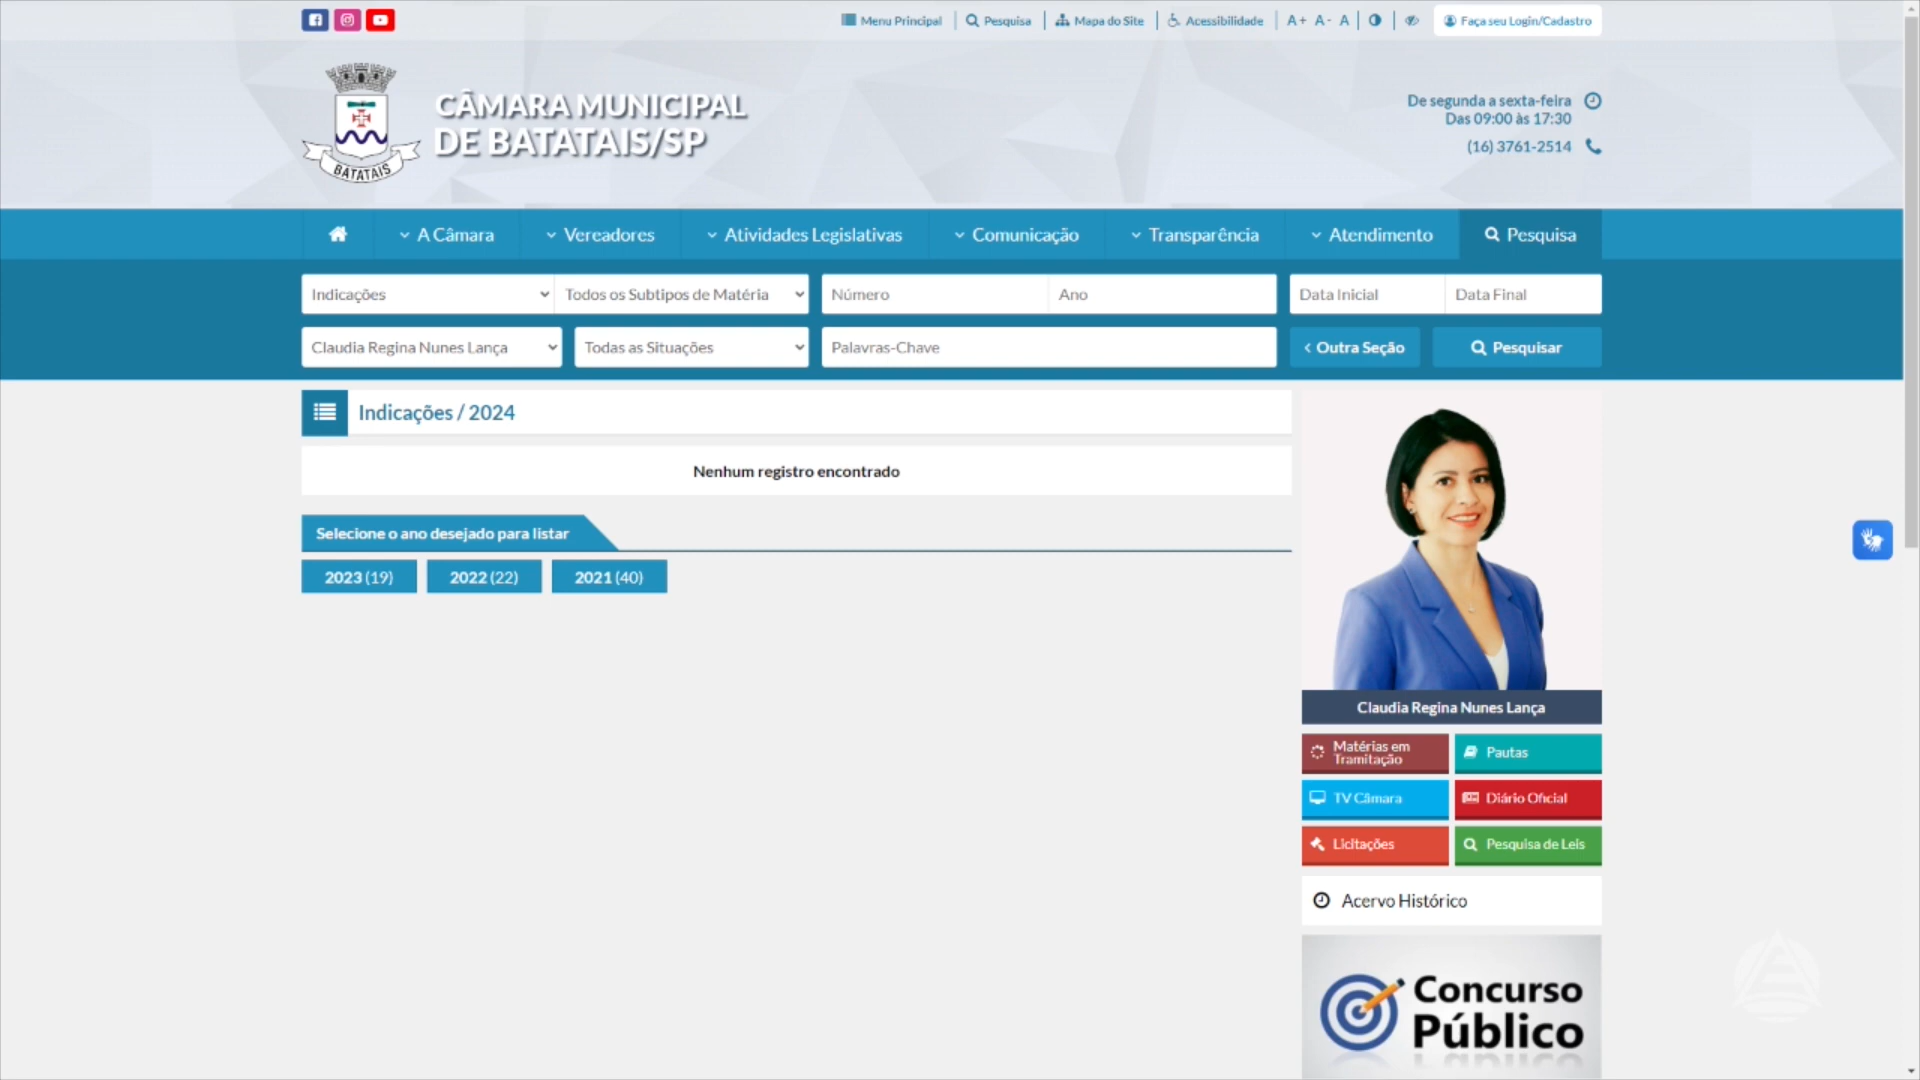 Menu Principal
Pesquisa
Mapa do Site
Acessibilidade
A+ A- A
Faça seu Login/Cadastro
BATATAIS
CÂMARA MUNICIPAL
DE BATATAIS/SP
De segunda a sexta-feira
Das 09:00 às 17:30
(16) 3761-2514
A Câmara
Vereadores
Atividades Legislativas
Comunicação
Transparência
Atendimento
Pesquisa
Indicações
Todos os Subtipos de Matéria
Número
Ano
Data Inicial
Data Final
Claudia Regina Nunes Lança
Todas as Situações
Palavras-Chave
Outra Seção
Pesquisar
Indicações / 2024
Nenhum registro encontrado
Selecione o ano desejado para listar
2023 (19)
2022 (22)
2021 (40)
Claudia Regina Nunes Lança
Matérias em
Tramitação
Pautas
TV Câmara
Diário Oficial
Licitações
Pesquisa de Leis
Acervo Histórico
Concurso
Público